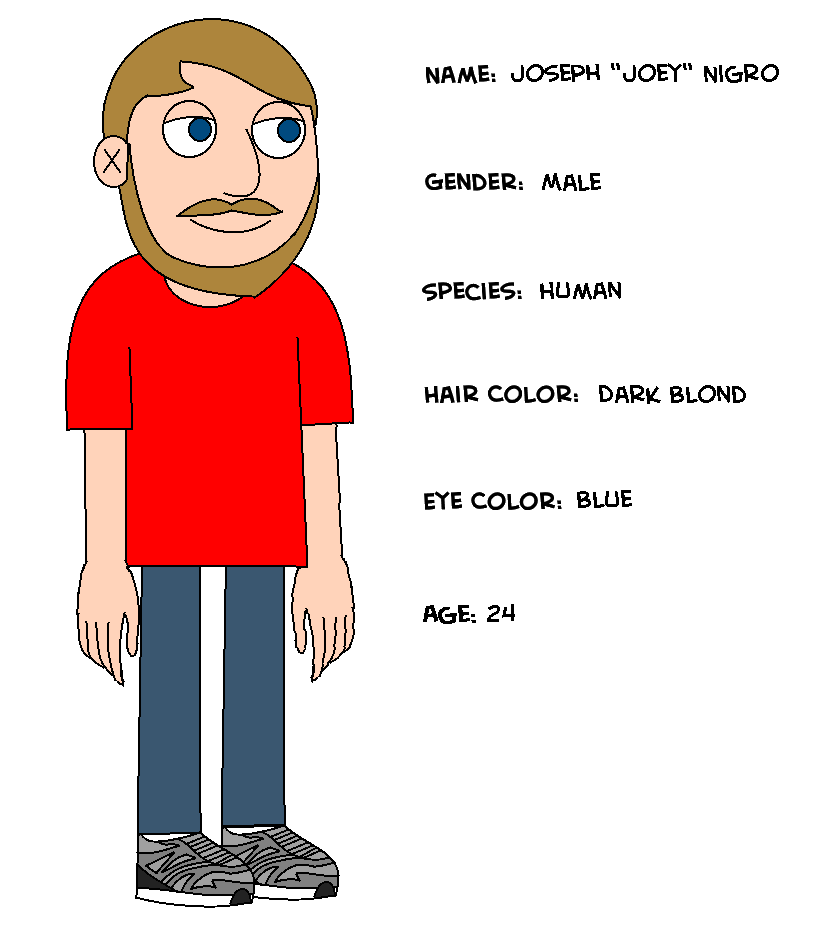 NAME: JOSEPH "JOEY" NIGRO
GENDER: MALE
SPECIES: HUMAN
HAIR COLOR: DARK BLOND
EYE COLOR: BLUE
AGE: 24